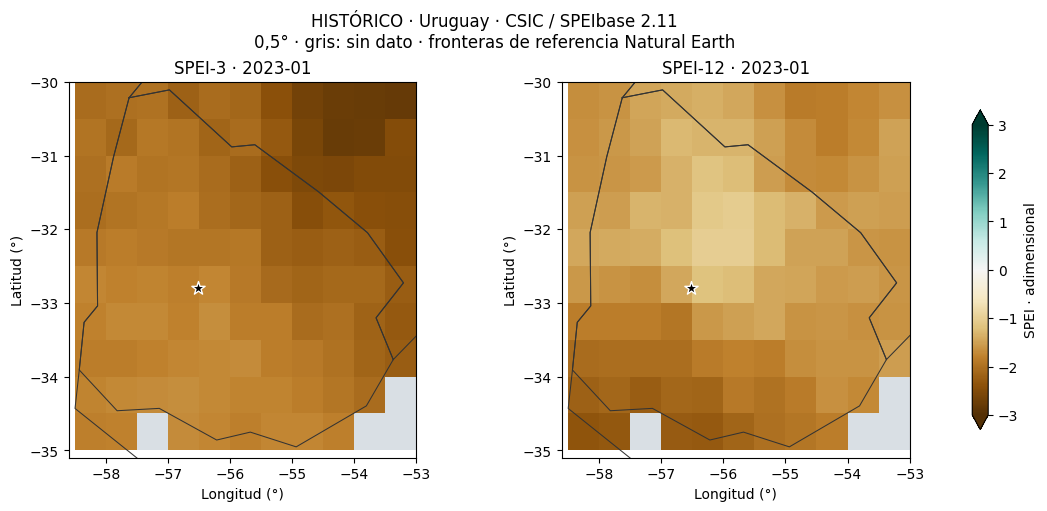 HISTÓRICO · Uruguay · CSIC / SPEIbase 2.11
0,5° · gris: sin dato · fronteras de referencia Natural Earth
SPEI-3 · 2023-01
−30
−31
−32
−33
−34
−35
Latitud (°)
−58 −57 −56 −55 −54 −53
Longitud (°)
SPEI-12 · 2023-01
−30
−31
−32
−33
−34
−35
Latitud (°)
−58 −57 −56 −55 −54 −53
Longitud (°)
3
2
1
0
−1
−2
−3
SPEI · adimensional